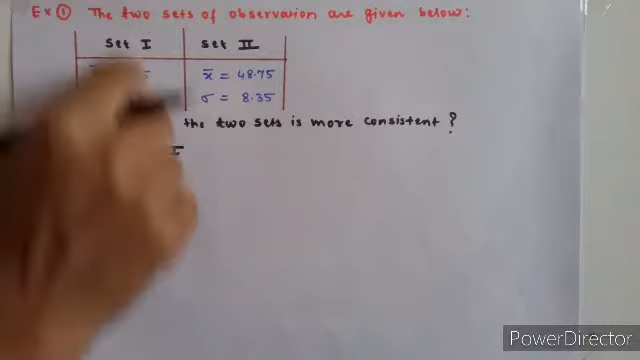 Ex ① The two sets of observation are given below:
Set I Set II
x̄ = 48.75
σ = 8.35
the two sets is more consistent ?
I
PowerDirector